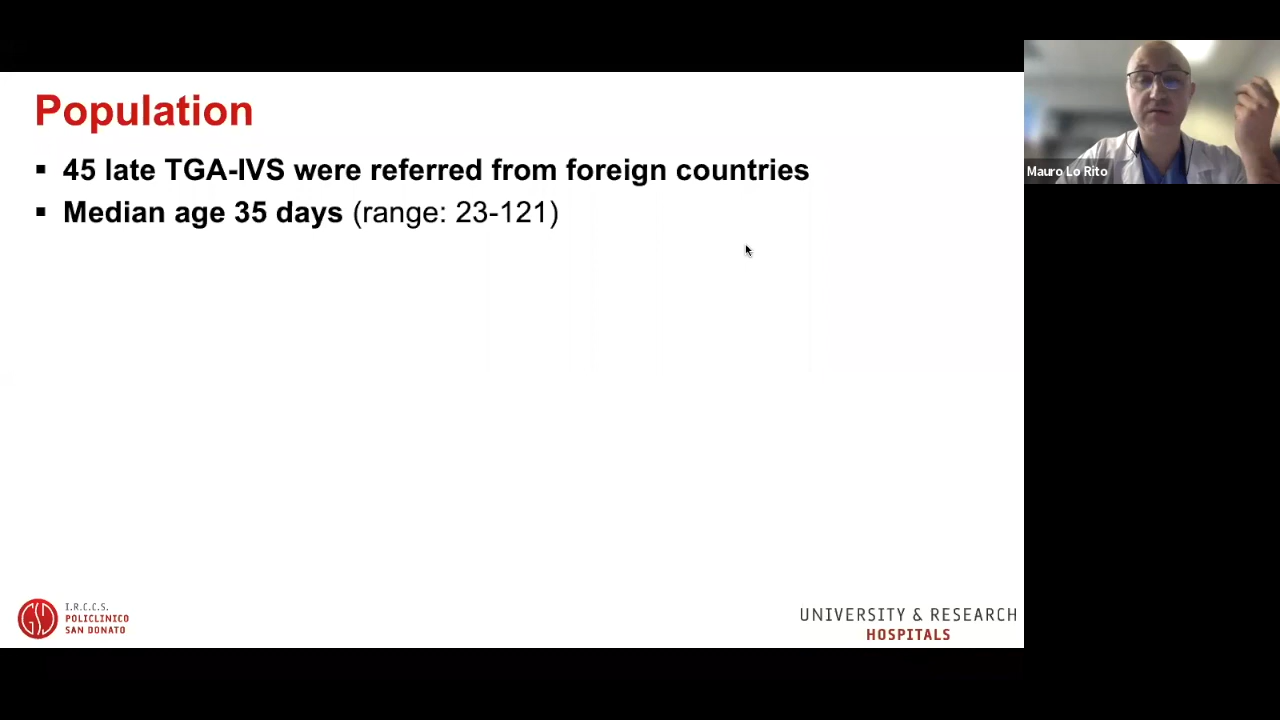 Population
▪ 45 late TGA-IVS were referred from foreign countries
▪ Median age 35 days (range: 23-121)
Mauro Lo Rito
GSD
I.R.C.C.S.
POLICLINICO
SAN DONATO
UNIVERSITY & RESEARCH
HOSPITALS